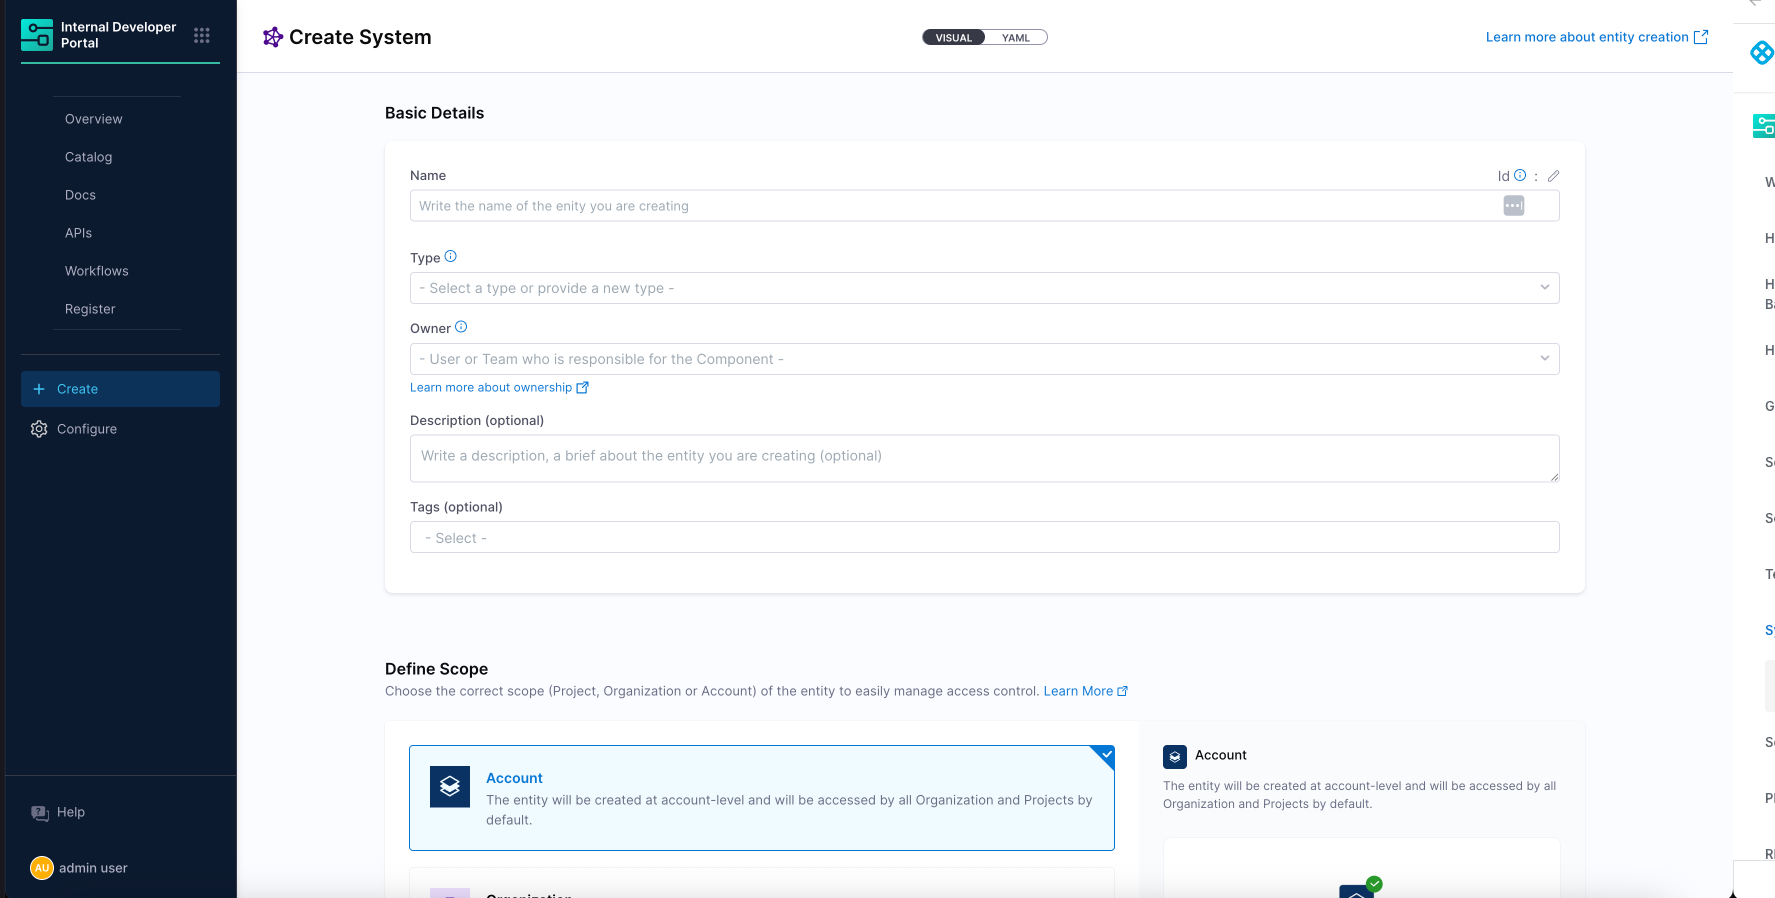 Internal Developer
Portal
Overview
Catalog
Docs
APIs
Workflows
Register
Create
Configure
Help
AU
admin user
Create System
VISUAL
YAML
Learn more about entity creation
Basic Details
Name
Id :
Write the name of the enity you are creating
Type
- Select a type or provide a new type -
Owner
- User or Team who is responsible for the Component -
Learn more about ownership
Description (optional)
Write a description, a brief about the entity you are creating (optional)
Tags (optional)
- Select -
Define Scope
Choose the correct scope (Project, Organization or Account) of the entity to easily manage access control. Learn More
Account
The entity will be created at account-level and will be accessed by all Organization and Projects by
default.
Organization
Account
The entity will be created at account-level and will be accessed by all
Organization and Projects by default.